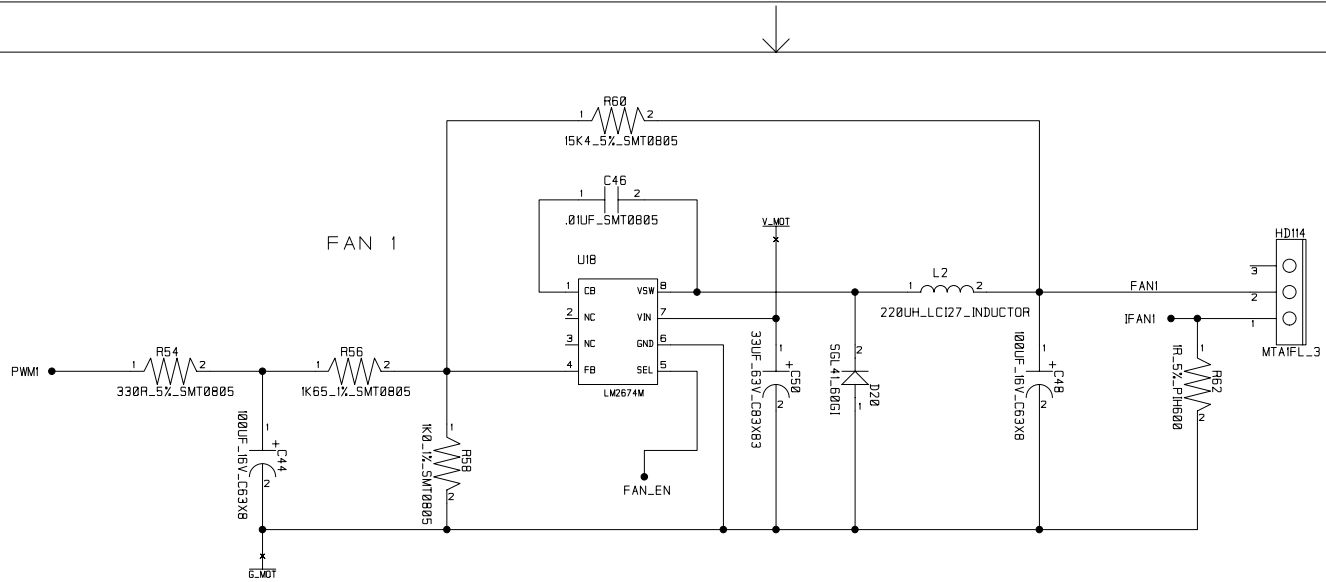 R60
1 2
15K4_5%_SMT0805
C46
1 2
.01UF_SMT0805
FAN 1
V_MOT
U18
1 CB VSW 8
2 NC VIN 7
3 NC GND 6
4 FB SEL 5
LM2674M
L2
1 2
220UH_LCI27_INDUCTOR
HD114
3
FAN1
2
IFAN1
1
MTA1FL_3
PWM1
R54
1 2
330R_5%_SMT0805
R56
1 2
1K65_1%_SMT0805
1
+
C44
2
100UF_16V_C63X8
1
R58
2
1K0_1%_SMT0805
FAN_EN
1
+
C50
2
33UF_63V_C83X83
2
D20
1
SGL41_60GI
1
+
C48
2
100UF_16V_C63X8
1
R62
2
1R_5%_PIH600
G_MOT